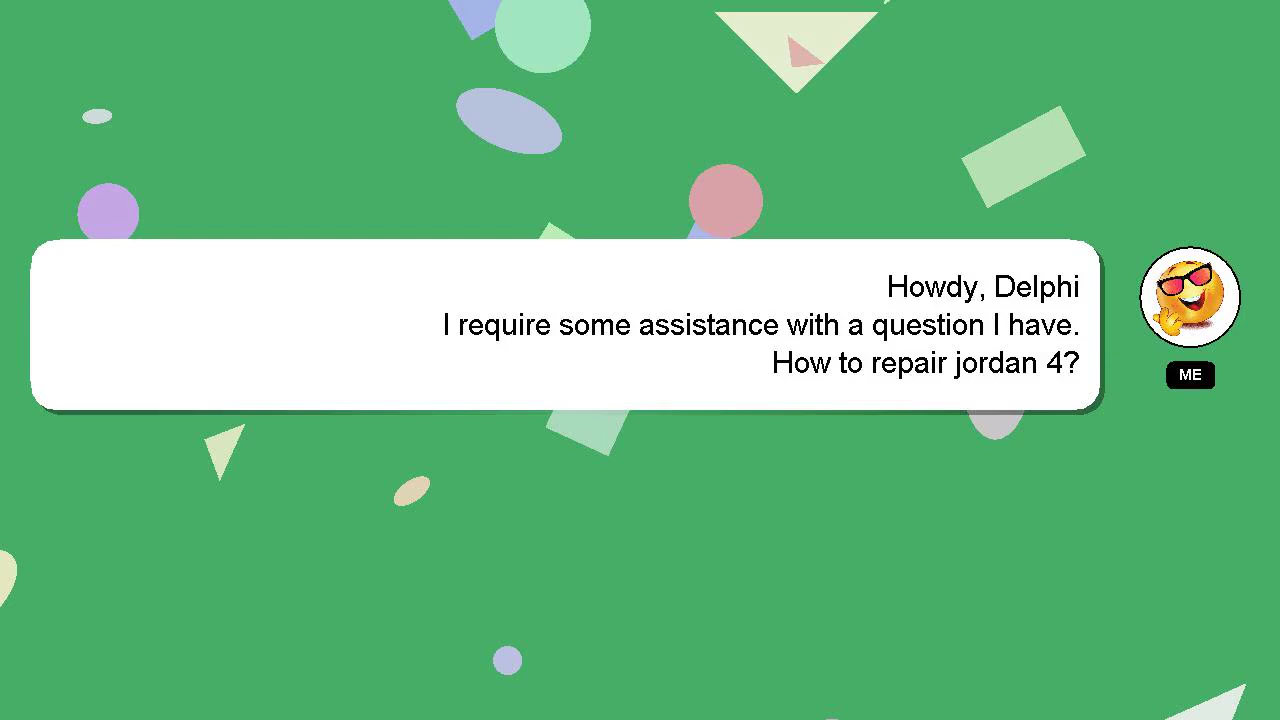 Howdy, Delphi
I require some assistance with a question I have.
How to repair jordan 4?
ME